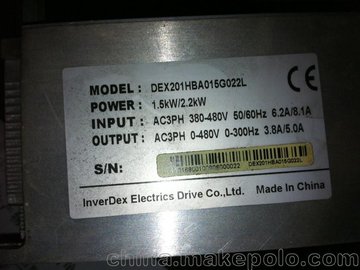 MODEL: DEX201HBA015G022L
POWER: 1.5kW/2.2kW
INPUT: AC3PH 380-480V 50/60Hz 6.2A/8.1A
OUTPUT: AC3PH 0-480V 0-300Hz 3.8A/5.0A
S/N:
DEX201HBA015G022L
InverDex Electrics Drive Co.,Ltd. Made In China
china.makepolo.com
CE